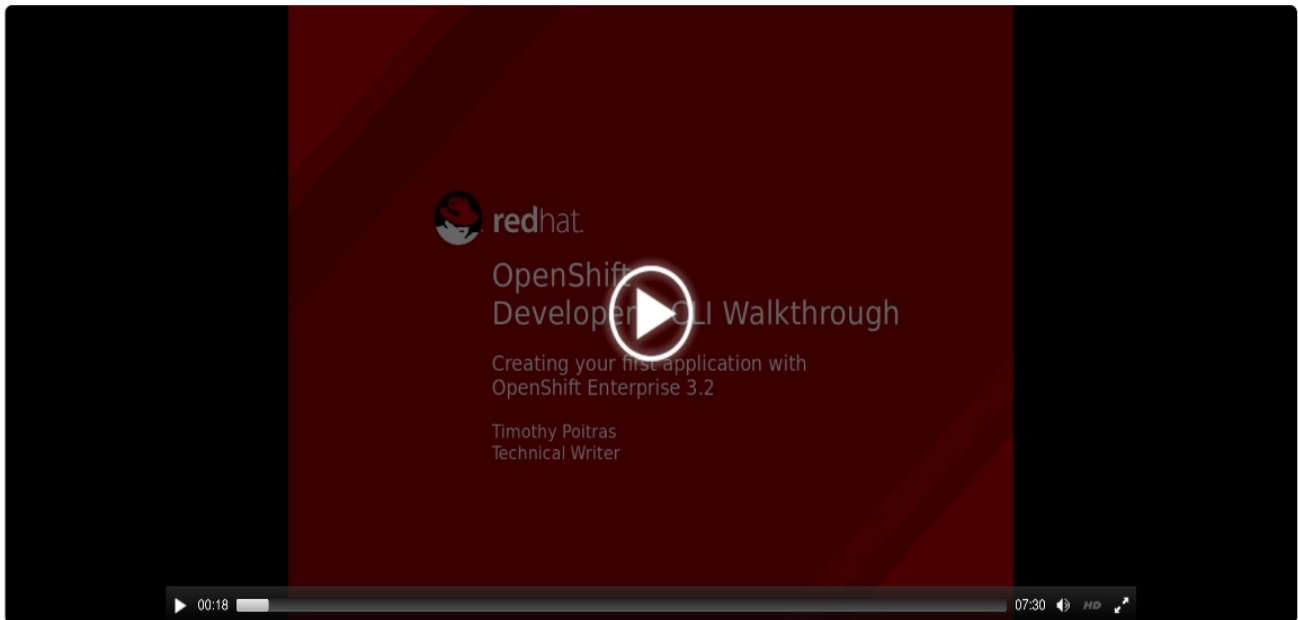 redhat.
OpenShift
Developer CLI Walkthrough
Creating your first application with
OpenShift Enterprise 3.2
Timothy Poitras
Technical Writer
00:18 07:30 HD